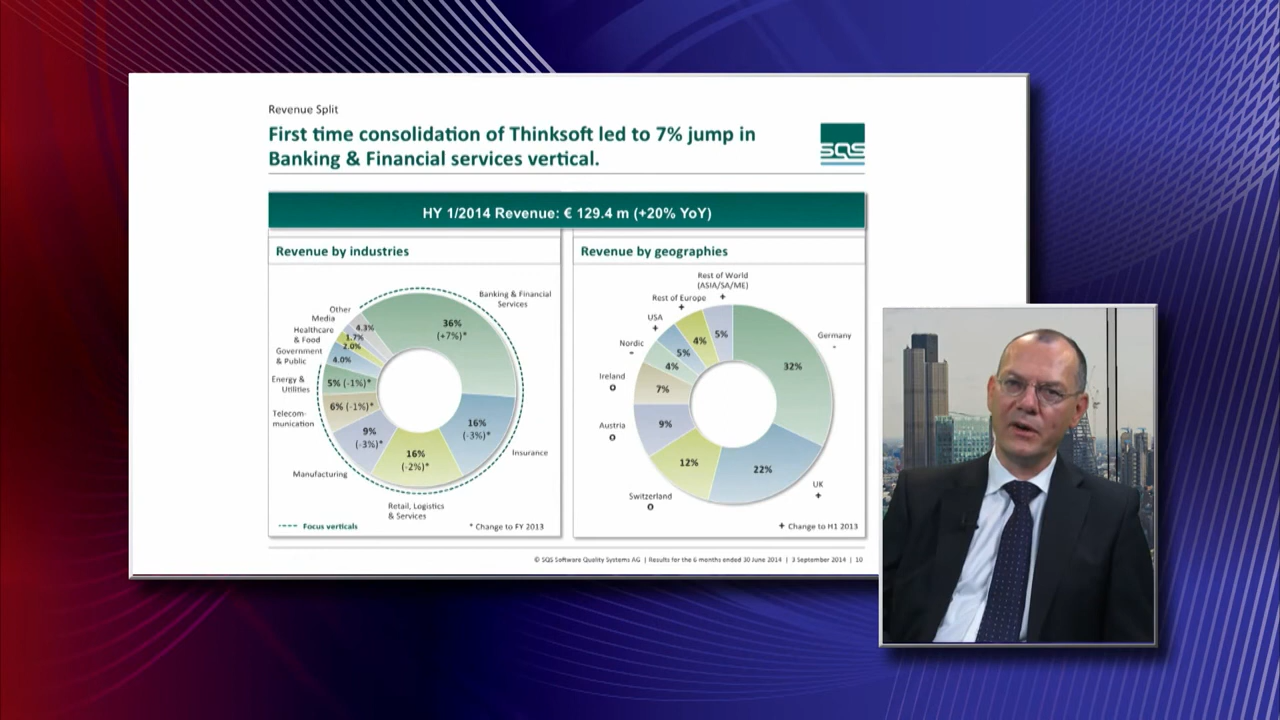 Revenue Split
First time consolidation of Thinksoft led to 7% jump in
Banking & Financial services vertical.
SQS
HY 1/2014 Revenue: € 129.4 m (+20% YoY)
Revenue by industries
Banking & Financial
Services
36%
(+7%)*
Insurance
16%
(-3%)*
Retail, Logistics
& Services
16%
(-2%)*
Manufacturing
9%
(-3%)*
Telecom-
munication
6% (-1%)*
Energy &
Utilities
5% (-1%)*
Government
& Public
4.0%
Healthcare
& Food
2.0%
Media
1.7%
Other
4.3%
Focus verticals
* Change to FY 2013
Revenue by geographies
Rest of World
(ASIA/SA/ME)
+
5%
Germany
-
32%
UK
+
22%
Switzerland
o
12%
Austria
o
9%
Ireland
o
7%
Nordic
-
4%
USA
+
5%
Rest of Europe
+
4%
+ Change to H1 2013
© SQS Software Quality Systems AG | Results for the 6 months ended 30 June 2014 | 3 September 2014 | 10